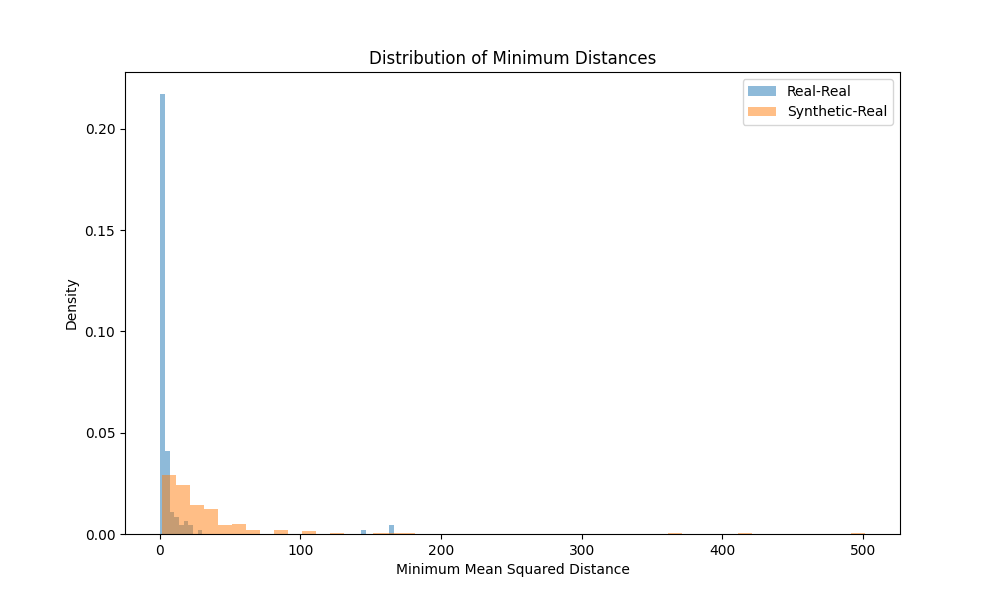 Distribution of Minimum Distances
Real-Real
Synthetic-Real
Density
0.20
0.15
0.10
0.05
0.00
0 100 200 300 400 500
Minimum Mean Squared Distance